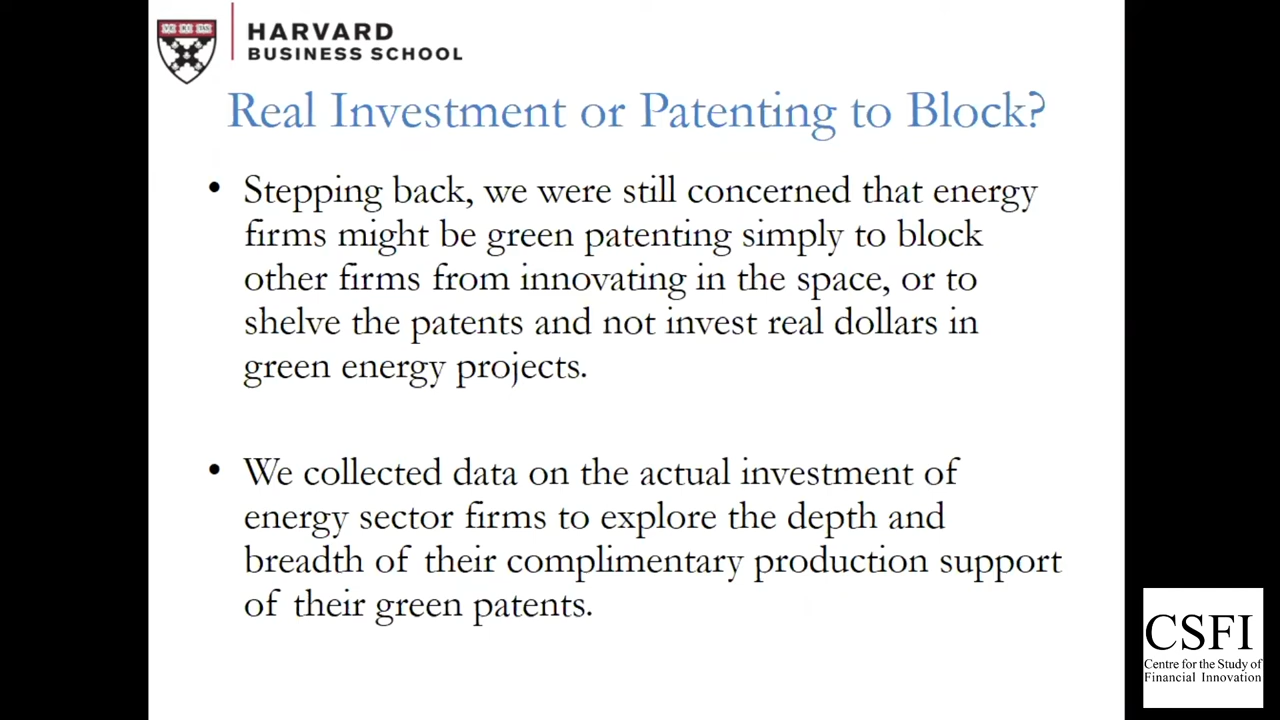 HARVARD
BUSINESS SCHOOL
Real Investment or Patenting to Block?
• Stepping back, we were still concerned that energy
firms might be green patenting simply to block
other firms from innovating in the space, or to
shelve the patents and not invest real dollars in
green energy projects.
• We collected data on the actual investment of
energy sector firms to explore the depth and
breadth of their complimentary production support
of their green patents.
CSFI
Centre for the Study of
Financial Innovation